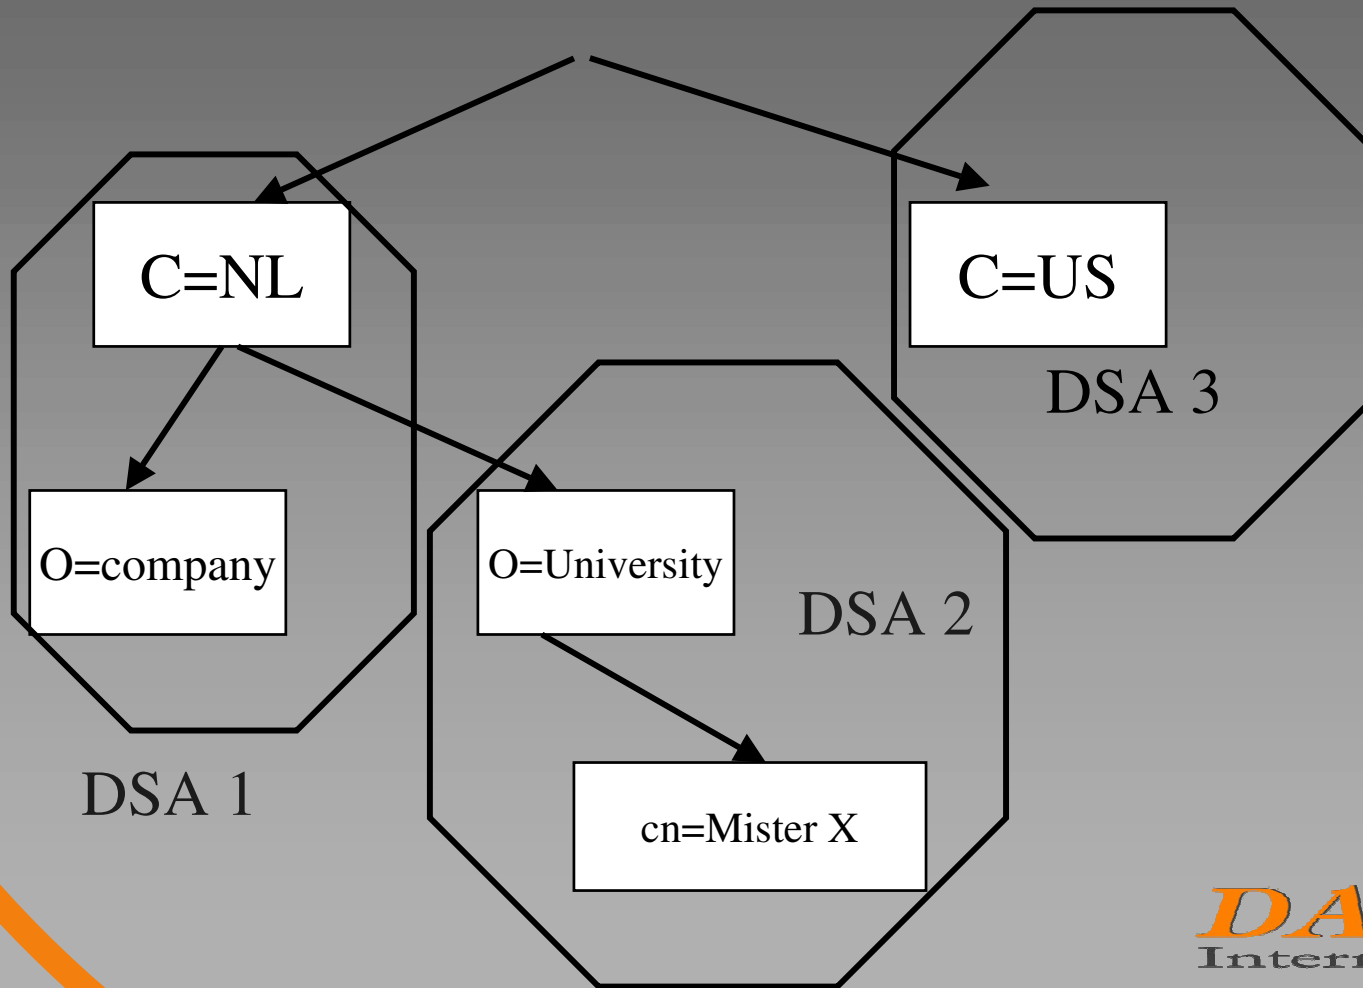 C=NL
C=US
DSA 3
O=company
O=University
DSA 2
DSA 1
cn=Mister X